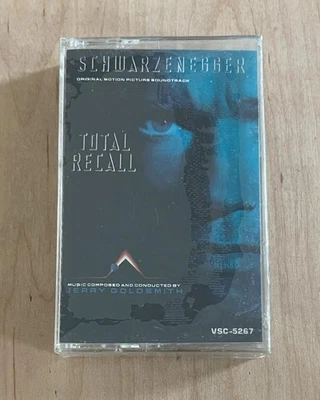 SCHWARZENEGGER
ORIGINAL MOTION PICTURE SOUNDTRACK
TOTAL
RECALL
MUSIC COMPOSED AND CONDUCTED BY
JERRY GOLDSMITH
VSC-5267